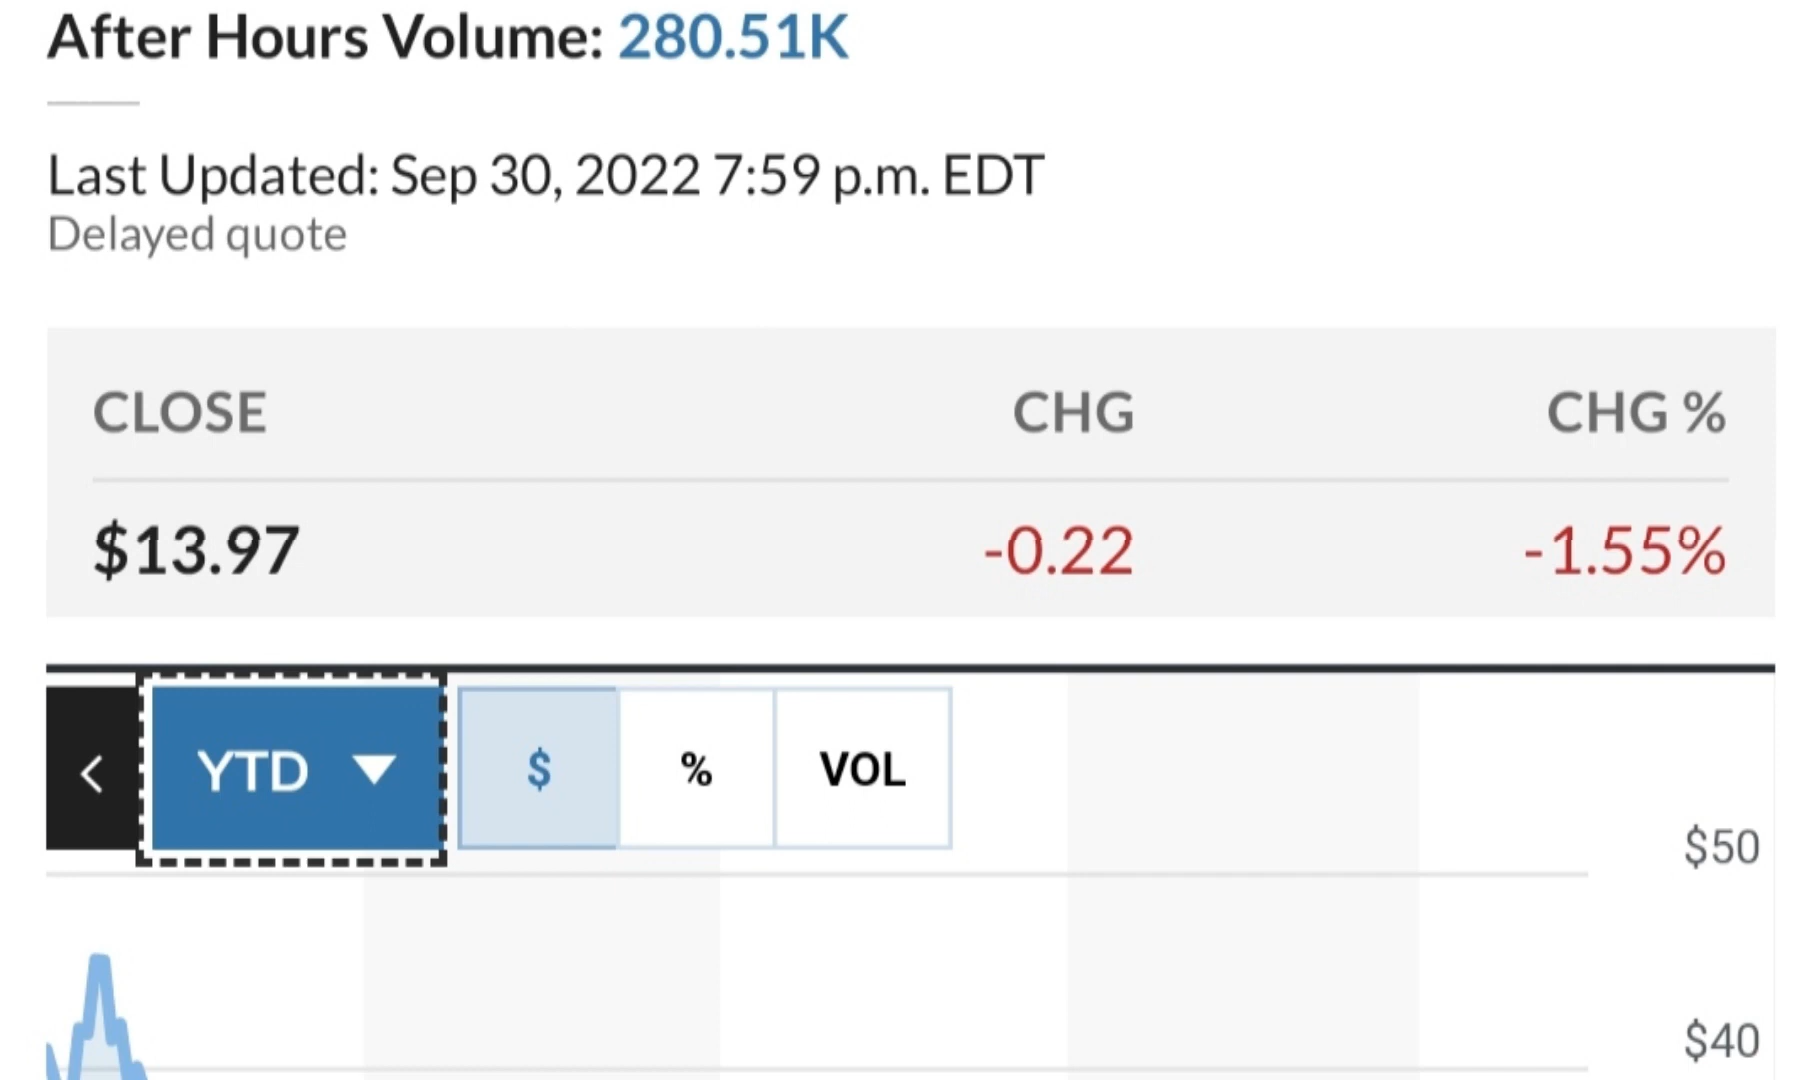 After Hours Volume: 280.51K
Last Updated: Sep 30, 2022 7:59 p.m. EDT
Delayed quote
CLOSE CHG CHG %
$13.97 -0.22 -1.55%
YTD $ % VOL
$50
$40